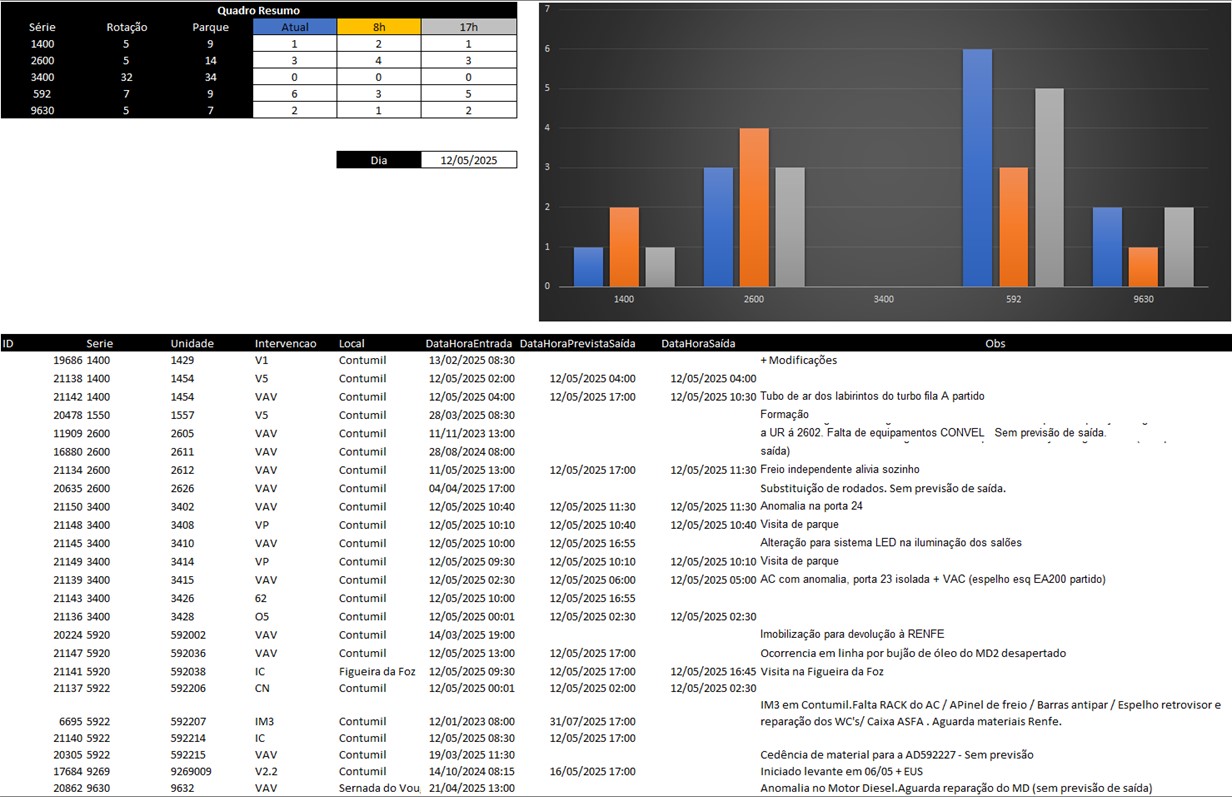 Quadro Resumo
Série Rotação Parque Atual 8h 17h
1400 5 9 1 2 1
2600 5 14 3 4 3
3400 32 34 0 0 0
592 7 9 6 3 5
9630 5 7 2 1 2
Dia 12/05/2025
7
6
5
4
3
2
1
0
1400 2600 3400 592 9630
ID Serie Unidade Intervencao Local DataHoraEntrada DataHoraPrevistaSaída DataHoraSaída Obs
19686 1400 1429 V1 Contumil 13/02/2025 08:30 + Modificações
21138 1400 1454 V5 Contumil 12/05/2025 02:00 12/05/2025 04:00 12/05/2025 04:00
21142 1400 1454 VAV Contumil 12/05/2025 04:00 12/05/2025 17:00 12/05/2025 10:30 Tubo de ar dos labirintos do turbo fila A partido
20478 1550 1557 V5 Contumil 28/03/2025 08:30 Formação
11909 2600 2605 VAV Contumil 11/11/2023 13:00 a UR á 2602. Falta de equipamentos CONVEL Sem previsão de saída.
16880 2600 2611 VAV Contumil 28/08/2024 08:00 saída)
21134 2600 2612 VAV Contumil 11/05/2025 13:00 12/05/2025 17:00 12/05/2025 11:30 Freio independente alivia sozinho
20635 2600 2626 VAV Contumil 04/04/2025 17:00 Substituição de rodados. Sem previsão de saída.
21150 3400 3402 VAV Contumil 12/05/2025 10:40 12/05/2025 11:30 12/05/2025 11:30 Anomalia na porta 24
21148 3400 3408 VP Contumil 12/05/2025 10:10 12/05/2025 10:40 12/05/2025 10:40 Visita de parque
21145 3400 3410 VAV Contumil 12/05/2025 10:00 12/05/2025 16:55 Alteração para sistema LED na iluminação dos salões
21149 3400 3414 VP Contumil 12/05/2025 09:30 12/05/2025 10:10 12/05/2025 10:10 Visita de parque
21139 3400 3415 VAV Contumil 12/05/2025 02:30 12/05/2025 06:00 12/05/2025 05:00 AC com anomalia, porta 23 isolada + VAC (espelho esq EA200 partido)
21143 3400 3426 62 Contumil 12/05/2025 10:00 12/05/2025 16:55
21136 3400 3428 O5 Contumil 12/05/2025 00:01 12/05/2025 02:30 12/05/2025 02:30
20224 5920 592002 VAV Contumil 14/03/2025 19:00 Imobilização para devolução à RENFE
21147 5920 592036 VAV Contumil 12/05/2025 13:00 12/05/2025 17:00 Ocorrencia em linha por bujão de óleo do MD2 desapertado
21141 5920 592038 IC Figueira da Foz 12/05/2025 09:30 12/05/2025 17:00 12/05/2025 16:45 Visita na Figueira da Foz
21137 5922 592206 CN Contumil 12/05/2025 00:01 12/05/2025 02:00 12/05/2025 02:30
IM3 em Contumil.Falta RACK do AC / APinel de freio / Barras antipar / Espelho retrovisor e
6695 5922 592207 IM3 Contumil 12/01/2023 08:00 31/07/2025 17:00 reparação dos WC's/ Caixa ASFA . Aguarda materiais Renfe.
21140 5922 592214 IC Contumil 12/05/2025 08:30 12/05/2025 17:00
20305 5922 592215 VAV Contumil 19/03/2025 11:30 Cedência de material para a AD592227 - Sem previsão
17684 9269 9269009 V2.2 Contumil 14/10/2024 08:15 16/05/2025 17:00 Iniciado levante em 06/05 + EUS
20862 9630 9632 VAV Sernada do Vou 21/04/2025 13:00 Anomalia no Motor Diesel.Aguarda reparação do MD (sem previsão de saída)